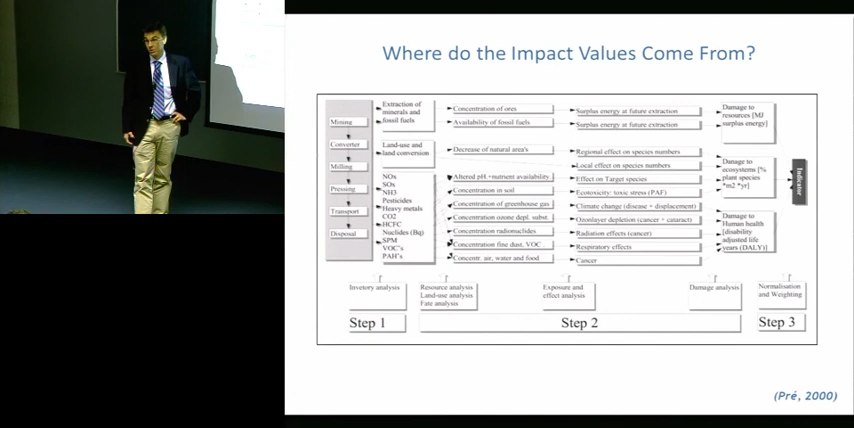 Where do the Impact Values Come From?
Mining
Converter
Milling
Pressing
Transport
Disposal
Extraction of
minerals and
fossil fuels
Land-use and
land conversion
NOx
SOx
NH3
Pesticides
Heavy metals
CO2
HCFC
Nuclides (Bq)
SPM
VOC's
PAH's
Concentration of ores
Availability of fossil fuels
Decrease of natural area's
Altered pH.+nutrient availability
Concentration in soil
Concentration of greenhouse gas
Concentration ozone depl. subst.
Concentration radionuclides
Concentration fine dust, VOC
Concentr. air, water and food
Surplus energy at future extraction
Surplus energy at future extraction
Regional effect on species numbers
Local effect on species numbers
Effect on Target species
Ecotoxicity: toxic stress (PAF)
Climate change (disease + displacement)
Ozonlayer depletion (cancer + cataract)
Radiation effects (cancer)
Respiratory effects
Cancer
Damage to
resources [MJ
surplus energy]
Damage to
ecosystems [%
plant species
*m2 *yr]
Damage to
Human health
[disability
adjusted life
years (DALY)]
Indicator
Invetory analysis
Resource analysis
Land-use analysis
Fate analysis
Exposure and
effect analysis
Damage analysis
Normalisation
and Weighting
Step 1
Step 2
Step 3
(Pré, 2000)